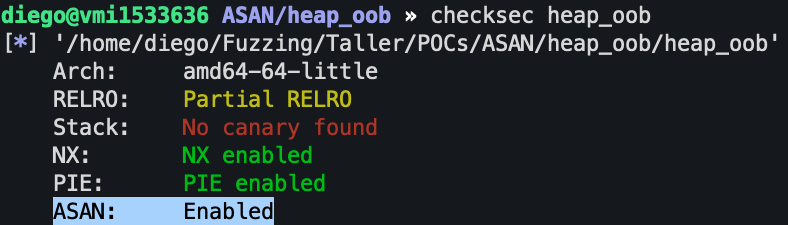 diego@vmi1533636 ASAN/heap_oob » checksec heap_oob
[*] '/home/diego/Fuzzing/Taller/POCs/ASAN/heap_oob/heap_oob'
Arch: amd64-64-little
RELRO: Partial RELRO
Stack: No canary found
NX: NX enabled
PIE: PIE enabled
ASAN: Enabled